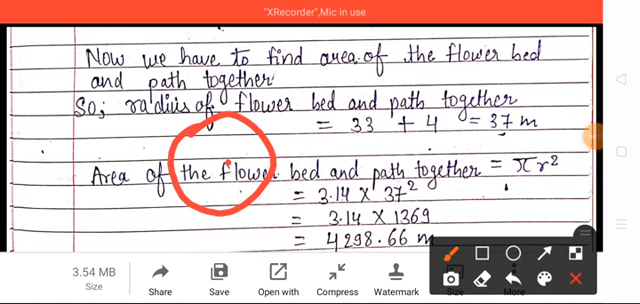 "XRecorder",Mic in use
Now we have to find area of the flower bed
and path together
So; radius of flower bed and path together
= 33 + 4 = 37 m
Area of the flower bed and path together = πr²
= 3.14 × 37²
= 3.14 × 1369
= 4298.66 m
3.54 MB
Size
Share
Save
Open with
Compress
Watermark
Size
More